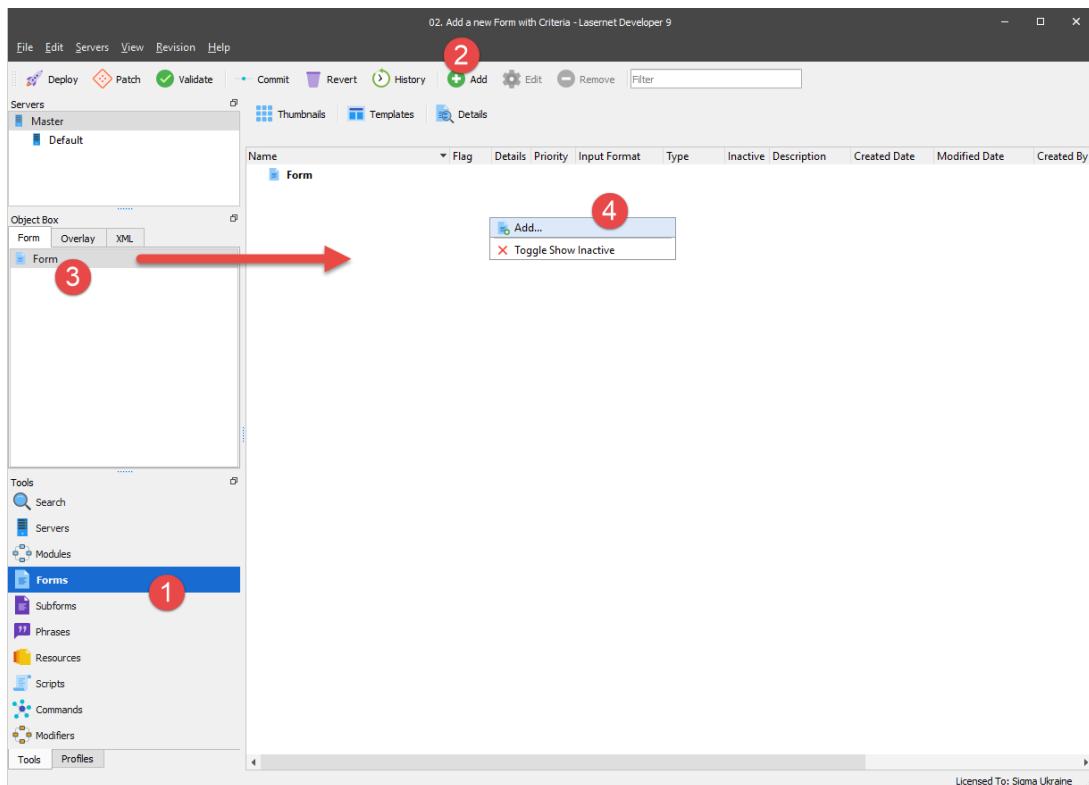 02. Add a new Form with Criteria - Lasernet Developer 9
File Edit Servers View Revision Help
2
Deploy Patch Validate Commit Revert History Add Edit Remove Filter
Servers
Thumbnails Templates Details
Master
Default
Name Flag Details Priority Input Format Type Inactive Description Created Date Modified Date Created By
Form
4
Object Box
Form Overlay XML
Add...
Toggle Show Inactive
Form
3
Tools
Search
Servers
Modules
Forms
1
Subforms
Phrases
Resources
Scripts
Commands
Modifiers
Tools Profiles
Licensed To: Sigma Ukraine